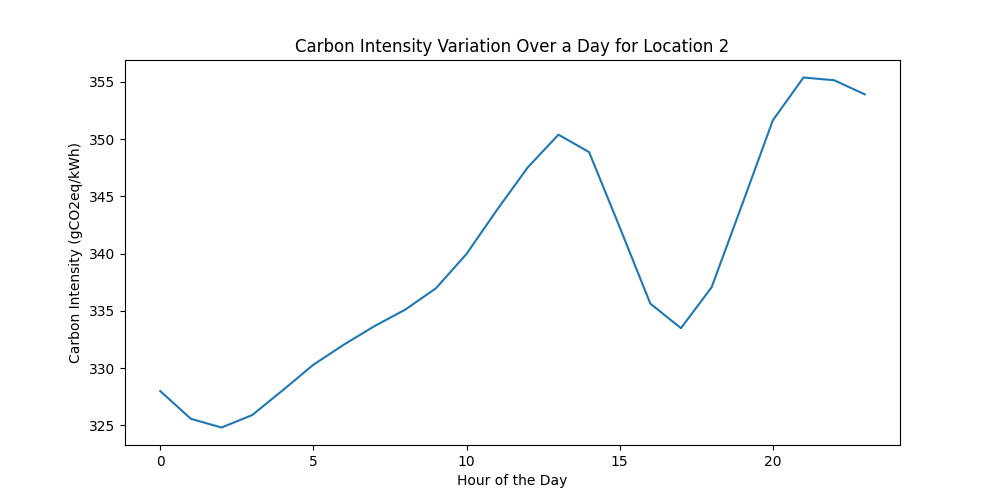 Carbon Intensity Variation Over a Day for Location 2
Carbon Intensity (gCO2eq/kWh)
355
350
345
340
335
330
325
0 5 10 15 20
Hour of the Day